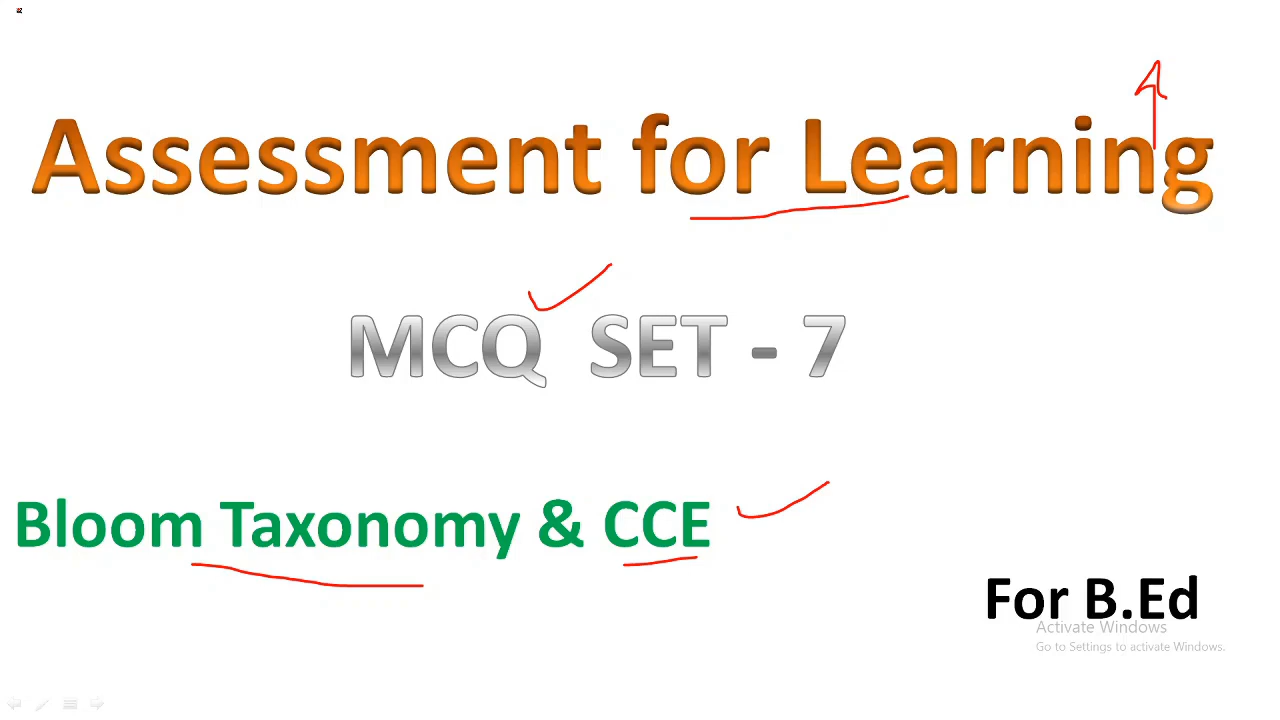 Assessment for Learning
MCQ SET - 7
Bloom Taxonomy & CCE
For B.Ed
Activate Windows
Go to Settings to activate Windows.